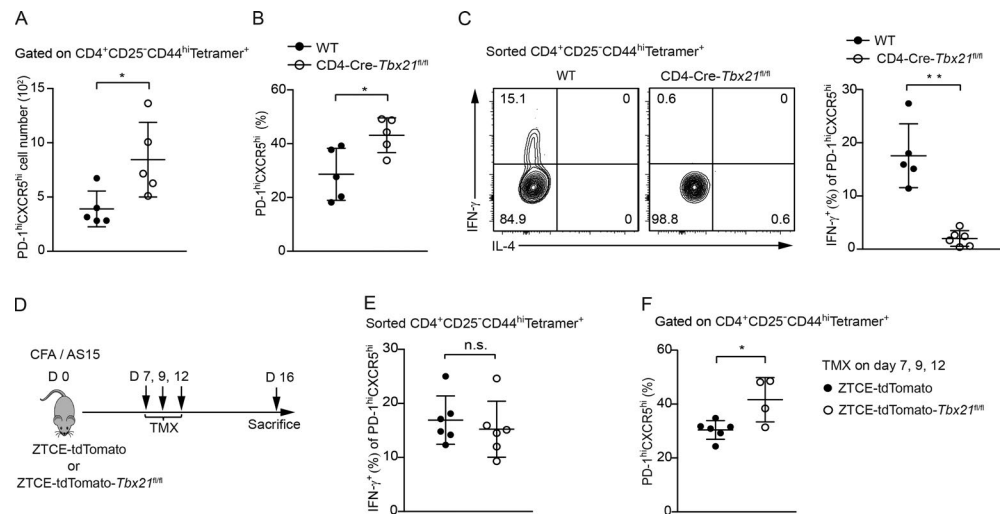 A
Gated on CD4⁺CD25⁻CD44ʰⁱTetramer⁺
PD-1ʰⁱCXCR5ʰⁱ cell number (10²)
15
10
5
0
*
B
WT
CD4-Cre-Tbx21ᶠˡ/ᶠˡ
PD-1ʰⁱCXCR5ʰⁱ (%)
60
40
20
0
*
C
Sorted CD4⁺CD25⁻CD44ʰⁱTetramer⁺
WT
CD4-Cre-Tbx21ᶠˡ/ᶠˡ
15.1
0
84.9
0
0.6
0
98.8
0.6
IFN-γ
IL-4
WT
CD4-Cre-Tbx21ᶠˡ/ᶠˡ
IFN-γ⁺ (%) of PD-1ʰⁱCXCR5ʰⁱ
30
20
10
0
* *
D
CFA / AS15
D 0
D 7, 9, 12
D 16
TMX
Sacrifice
ZTCE-tdTomato
or
ZTCE-tdTomato-Tbx21ᶠˡ/ᶠˡ
E
Sorted CD4⁺CD25⁻CD44ʰⁱTetramer⁺
IFN-γ⁺ (%) of PD-1ʰⁱCXCR5ʰⁱ
30
20
10
0
n.s.
F
Gated on CD4⁺CD25⁻CD44ʰⁱTetramer⁺
PD-1ʰⁱCXCR5ʰⁱ (%)
60
40
20
0
*
TMX on day 7, 9, 12
ZTCE-tdTomato
ZTCE-tdTomato-Tbx21ᶠˡ/ᶠˡ